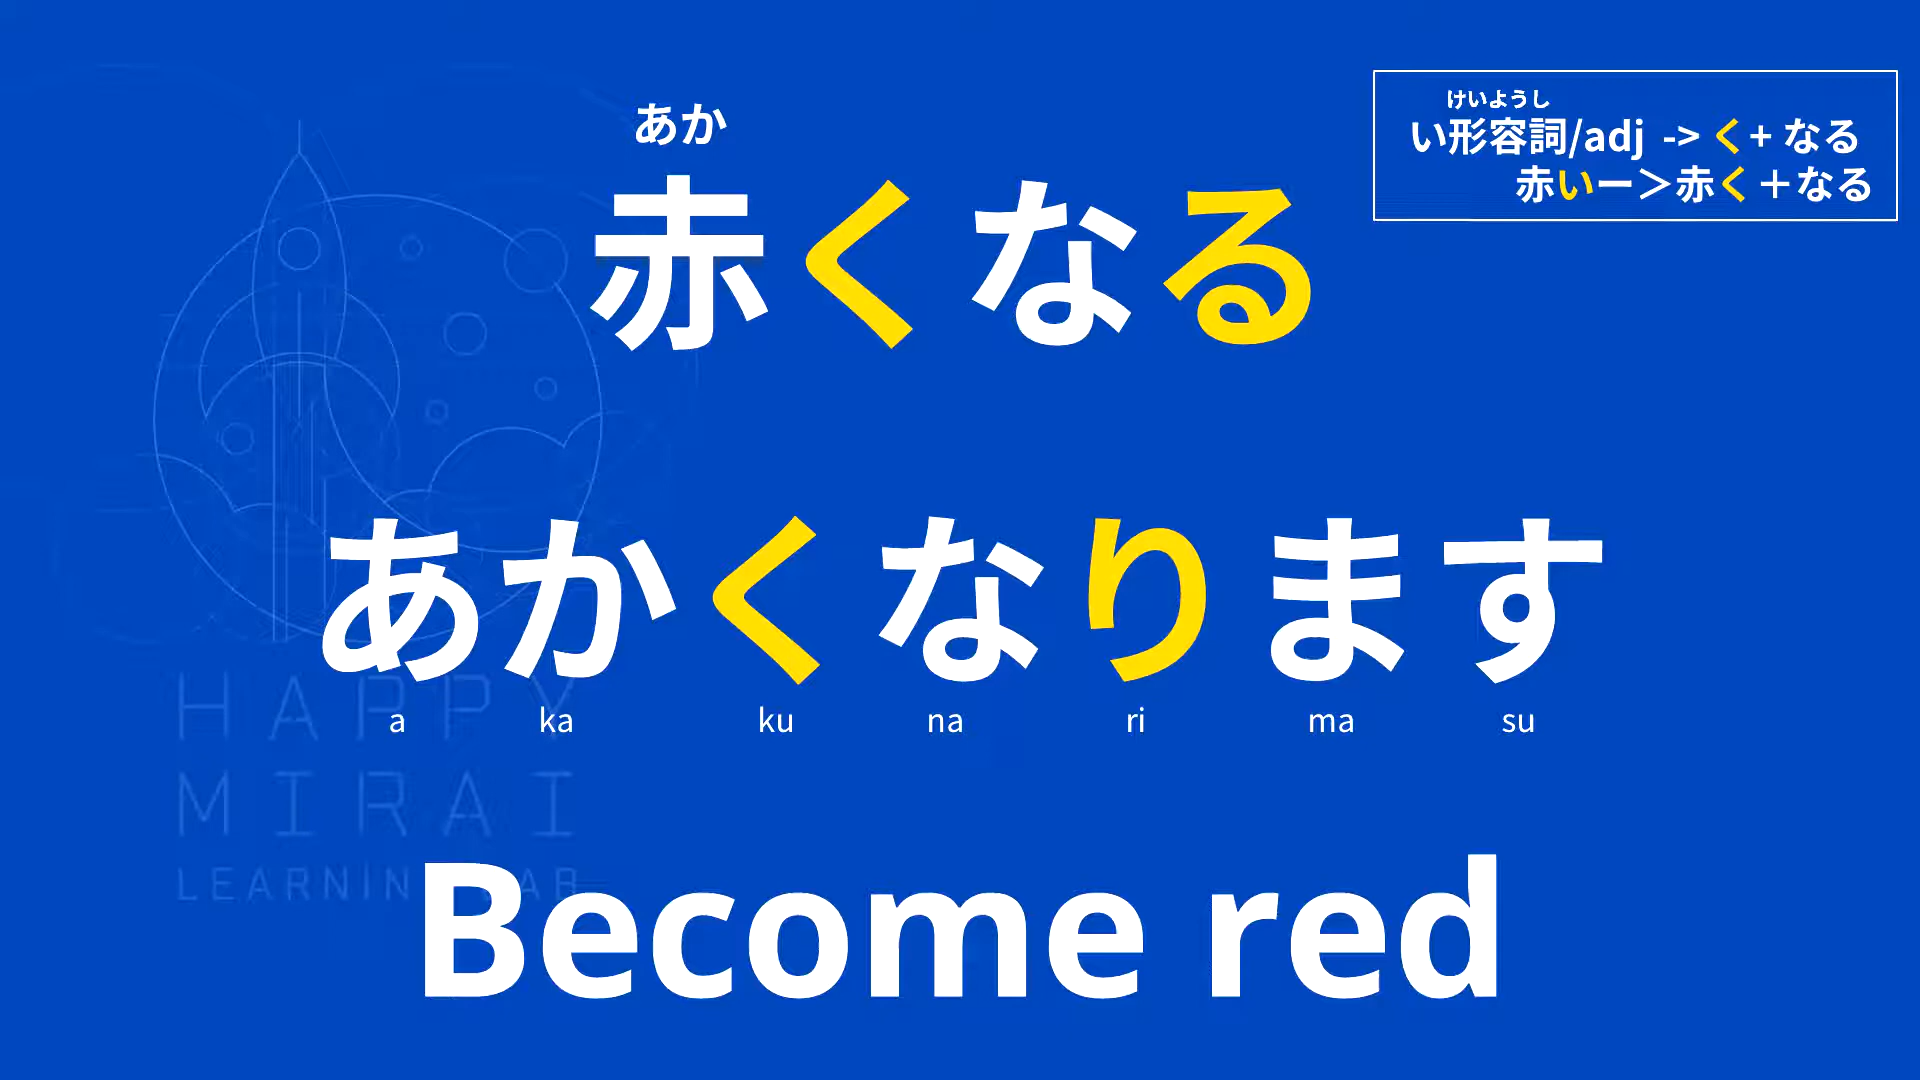 あか
赤くなる
けいようし
い形容詞/adj -> く+ なる
赤いー＞赤く＋なる
あかくなります
a ka ku na ri ma su
HAPPY
MIRAI
LEARNING LAB
Become red